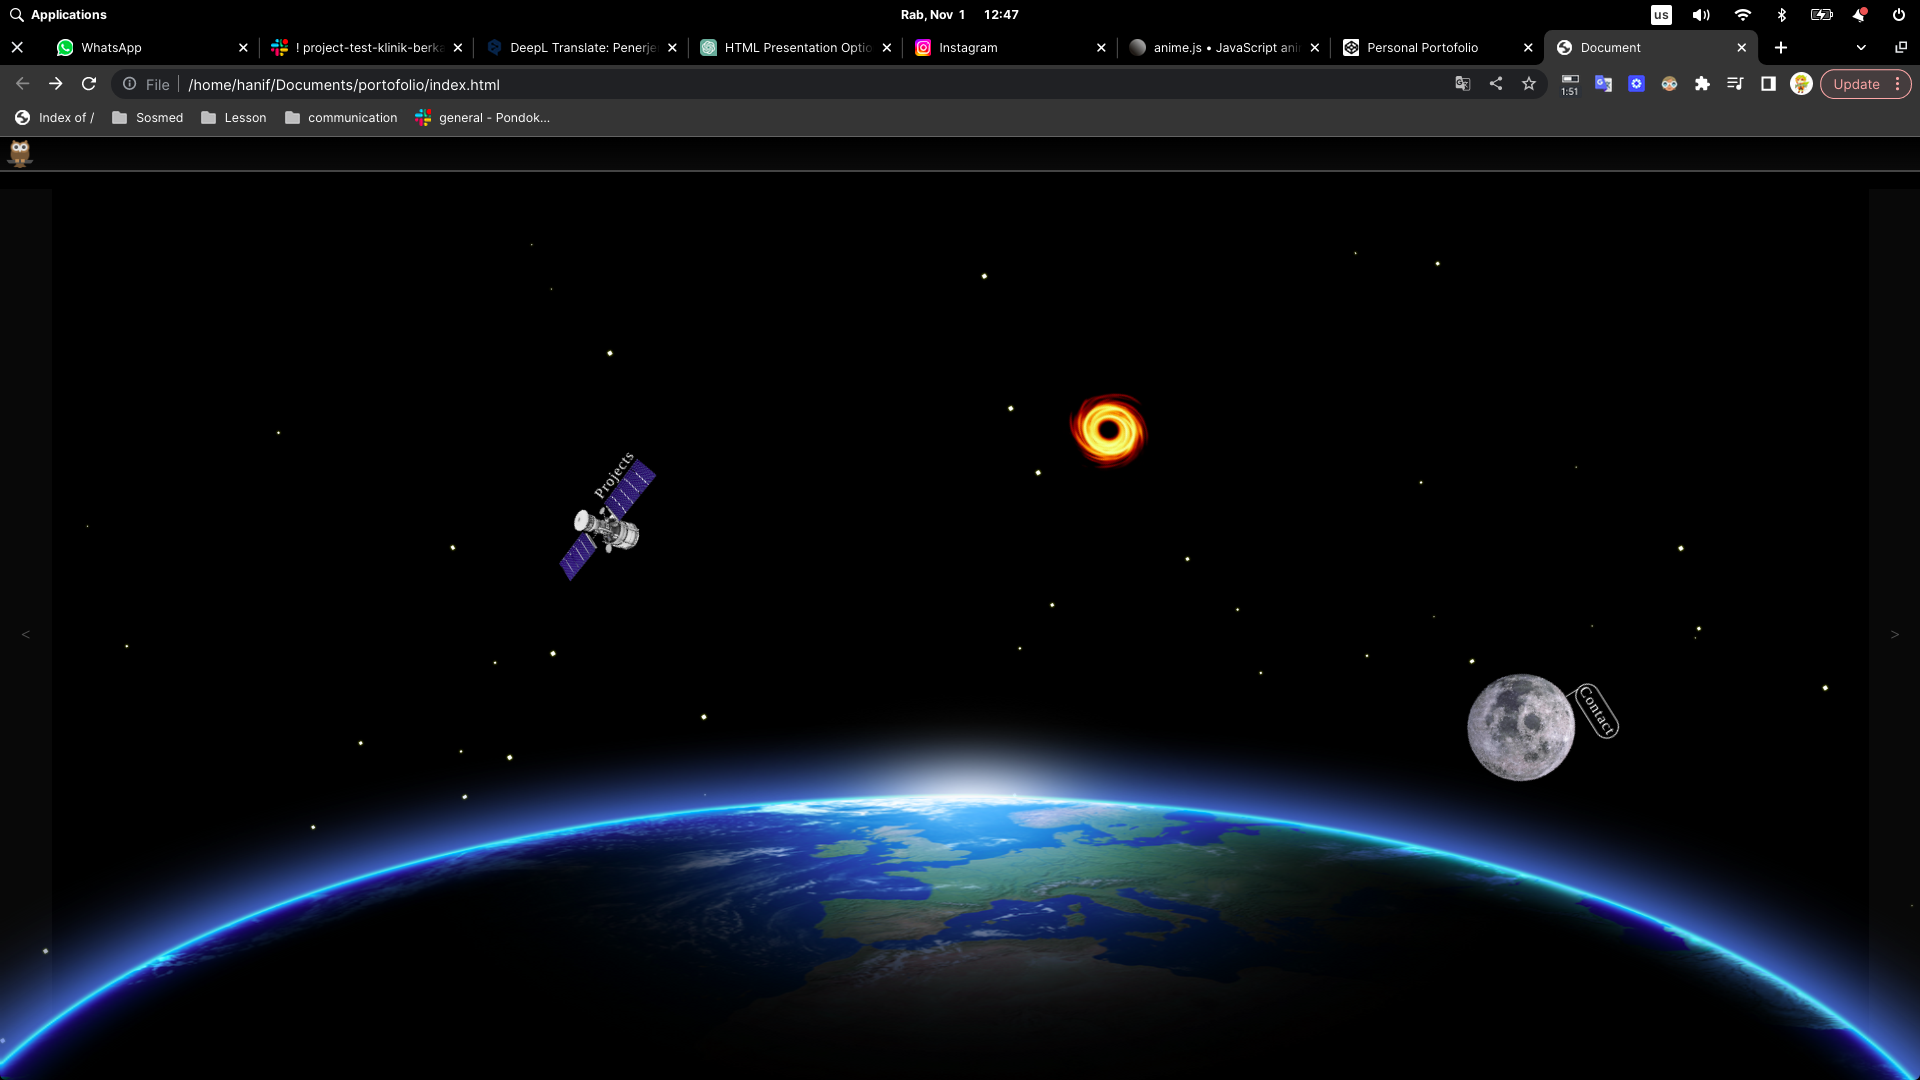 Applications
Rab, Nov 1 12:47
us
WhatsApp
! project-test-klinik-berka
DeepL Translate: Penerje
HTML Presentation Optio
Instagram
anime.js • JavaScript ani
Personal Portofolio
Document
File
/home/hanif/Documents/portofolio/index.html
1:51
Update
Index of /
Sosmed
Lesson
communication
general - Pondok...
Projects
<
>
Contact